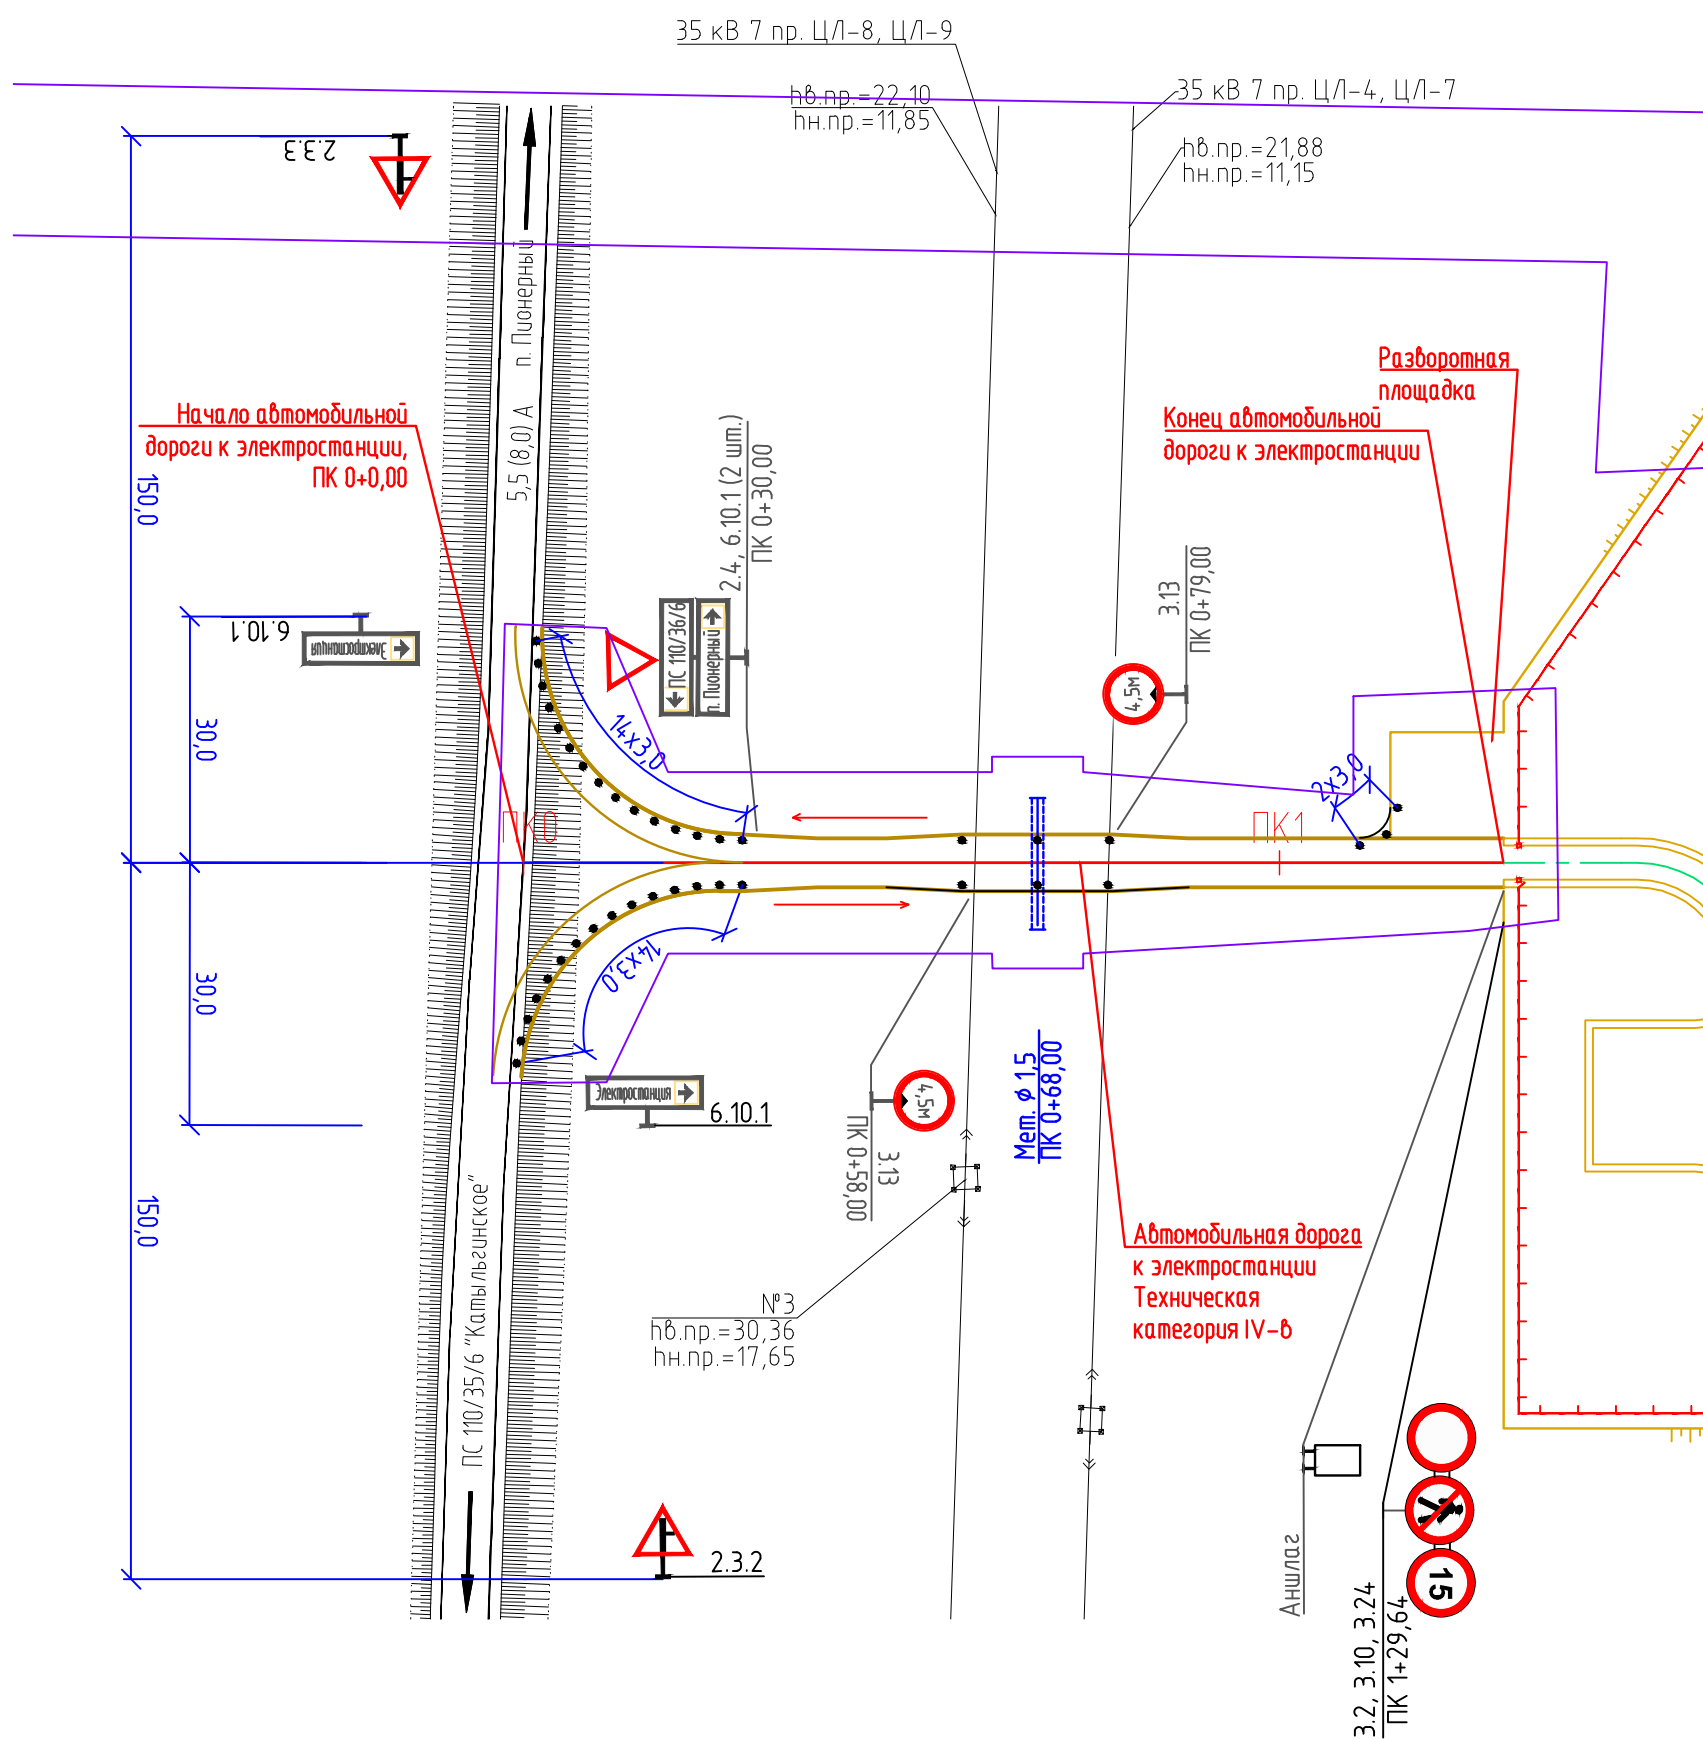 35 кВ 7 пр. ЦЛ-8, ЦЛ-9
hв.пр.=22,10
hн.пр.=11,85
35 кВ 7 пр. ЦЛ-4, ЦЛ-7
hв.пр.=21,88
hн.пр.=11,15
2.3.3
п. Пионерный
5,5 (8,0) А
Начало автомобильной
дороги к электростанции,
ПК 0+0,00
150,0
Разворотная
площадка
Конец автомобильной
дороги к электростанции
2.4, 6.10.1 (2 шт.)
ПК 0+30,00
3.13
ПК 0+79,00
6.10.1
Электростанция
ПС 110/36/6
п. Пионерный
4,5м
30,0
14х3,0
2х3,0
ПК0
ПК1
30,0
14х3,0
Электростанция
6.10.1
4,5м
3.13
ПК 0+58,00
Мет. ⌀ 1,5
ПК 0+68,00
150,0
ПС 110/35/6 "Катыльгинское"
Автомобильная дорога
к электростанции
Техническая
категория IV-в
№3
hв.пр.=30,36
hн.пр.=17,65
2.3.2
Аншлаг
15
3.2, 3.10, 3.24
ПК 1+29,64